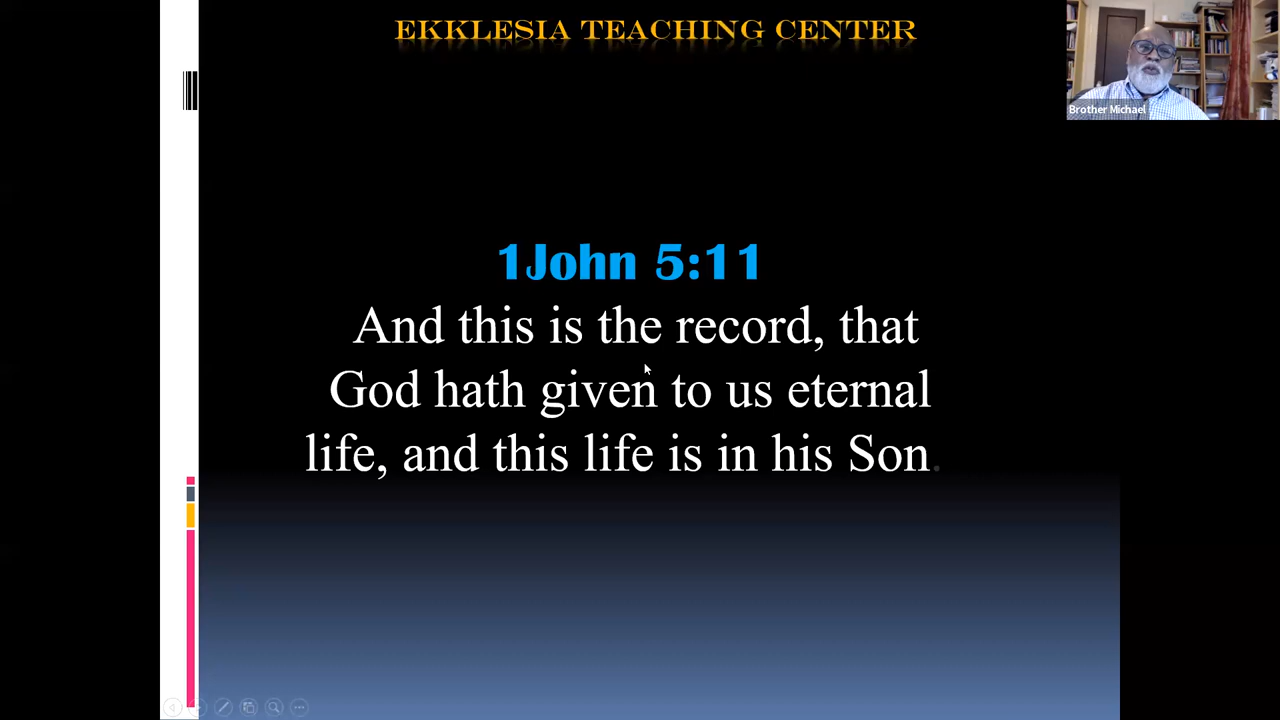 EKKLESIA TEACHING CENTER
Brother Michael
1John 5:11
And this is the record, that
God hath given to us eternal
life, and this life is in his Son.